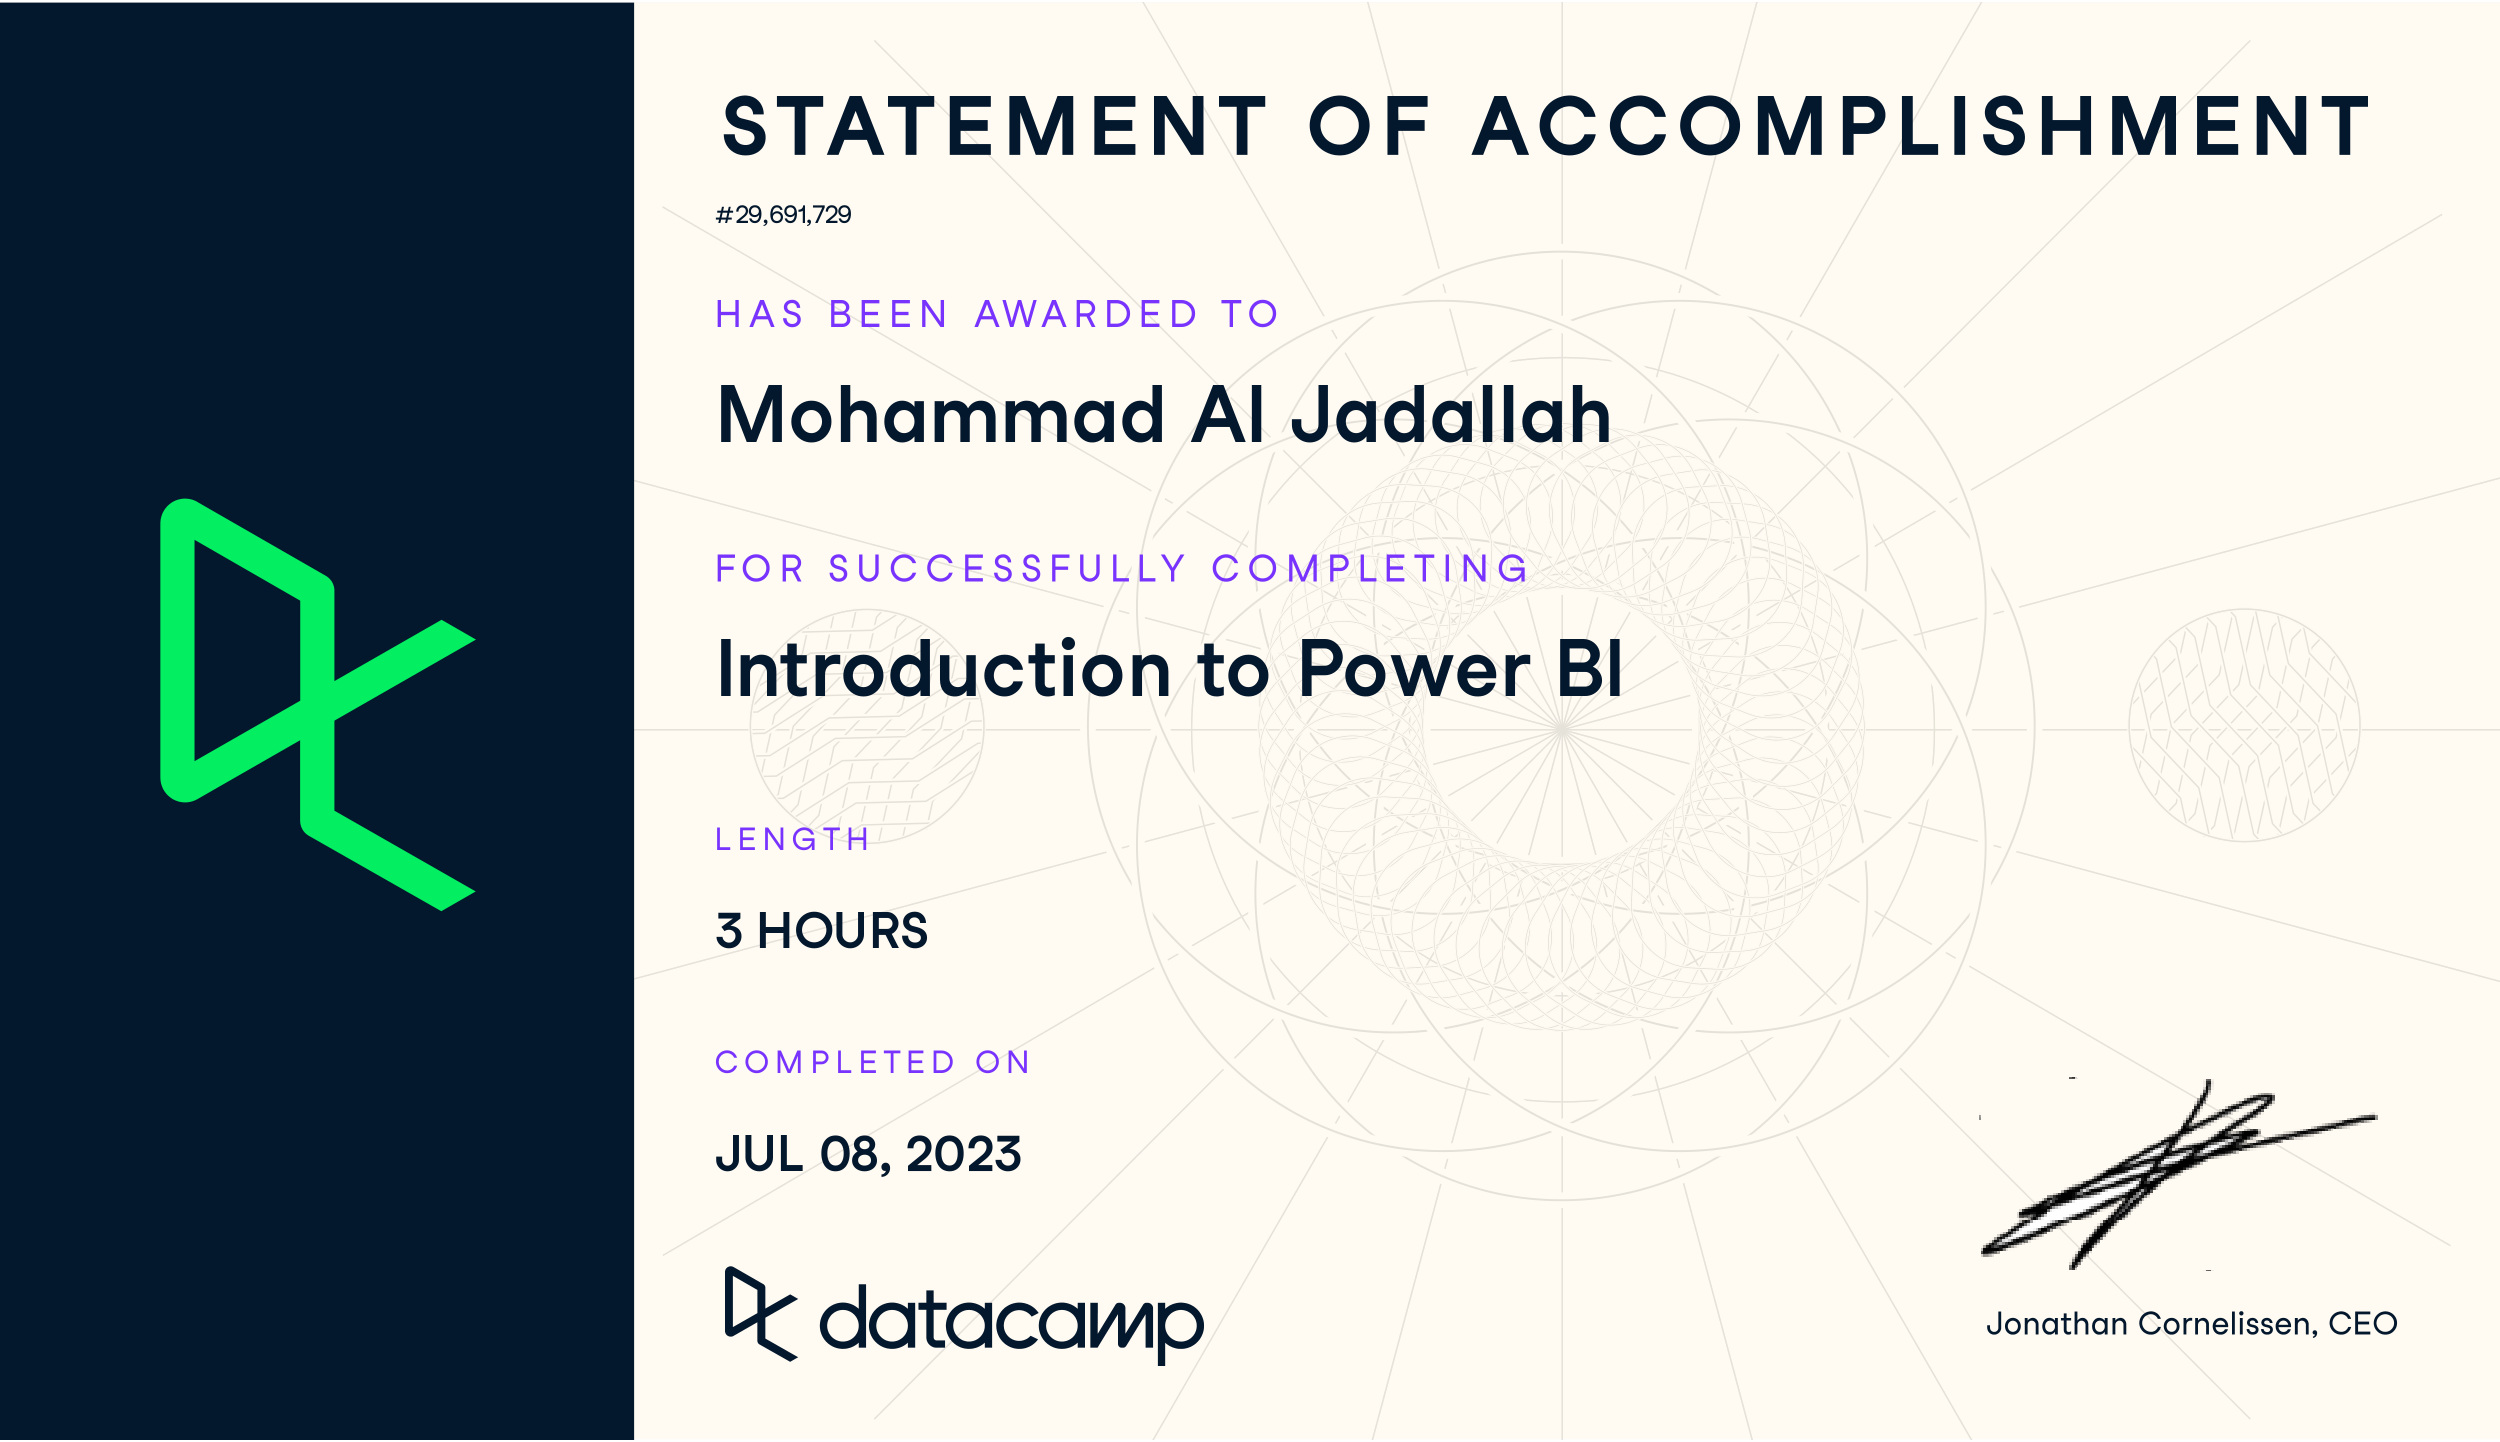 STATEMENT OF ACCOMPLISHMENT
#29,691,729
HAS BEEN AWARDED TO
Mohammad Al Jadallah
FOR SUCCESSFULLY COMPLETING
Introduction to Power BI
LENGTH
3 HOURS
COMPLETED ON
JUL 08, 2023
datacamp
Jonathan Cornelissen, CEO